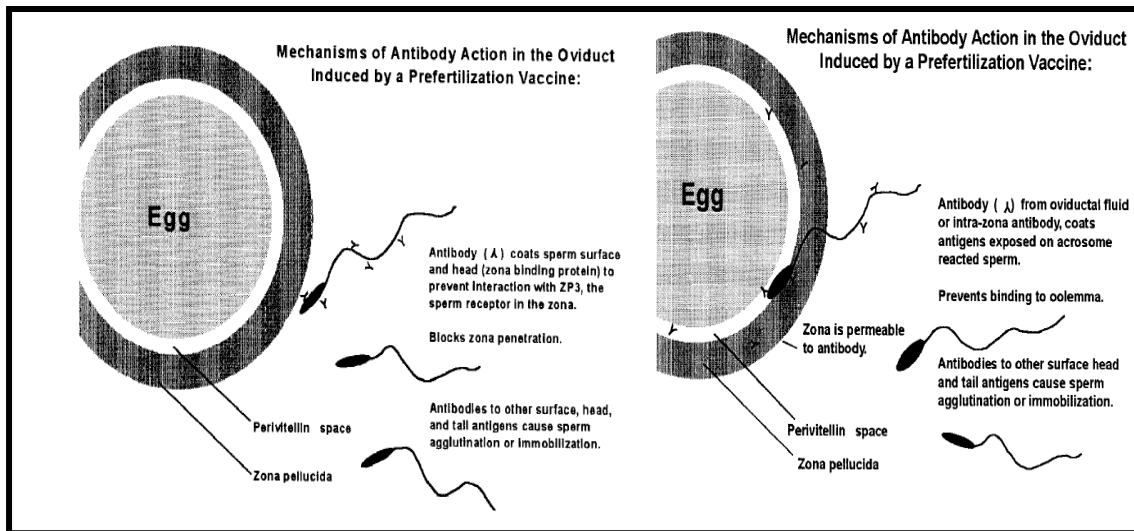 Mechanisms of Antibody Action in the Oviduct
Induced by a Prefertilization Vaccine:
Egg
Antibody ( ⅄ ) coats sperm surface
and head (zona binding protein) to
prevent Interaction with ZP3, the
sperm receptor in the zona.
Blocks zona penetration.
Antibodies to other surface, head,
and tail antigens cause sperm
agglutination or immobilization.
Perivitellin space
Zona pellucida
Mechanisms of Antibody Action in the Oviduct
Induced by a Prefertilization Vaccine:
Egg
Antibody ( ⅄ ) from oviductal fluid
or intra-zona antibody, coats
antigens exposed on acrosome
reacted sperm.
Prevents binding to oolemma.
Zona is permeable
to antibody.
Antibodies to other surface head
and tail antigens cause sperm
agglutination or immobilization.
Perivitellin space
Zona pellucida